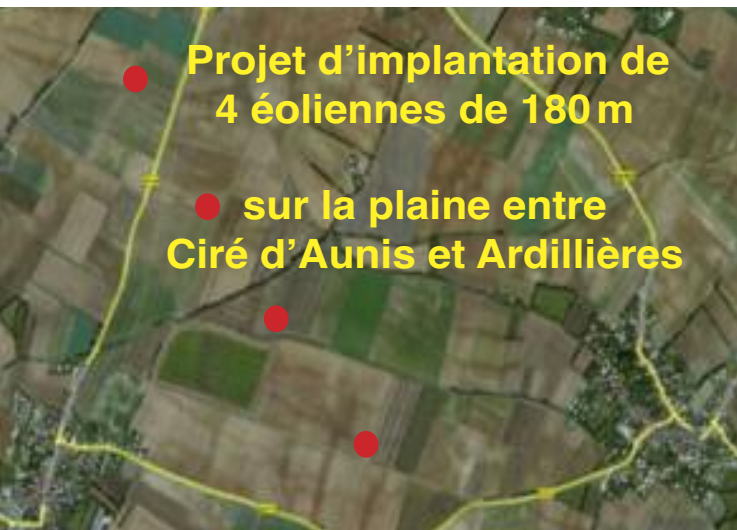 Projet d’implantation de
4 éoliennes de 180 m
sur la plaine entre
Ciré d’Aunis et Ardillières